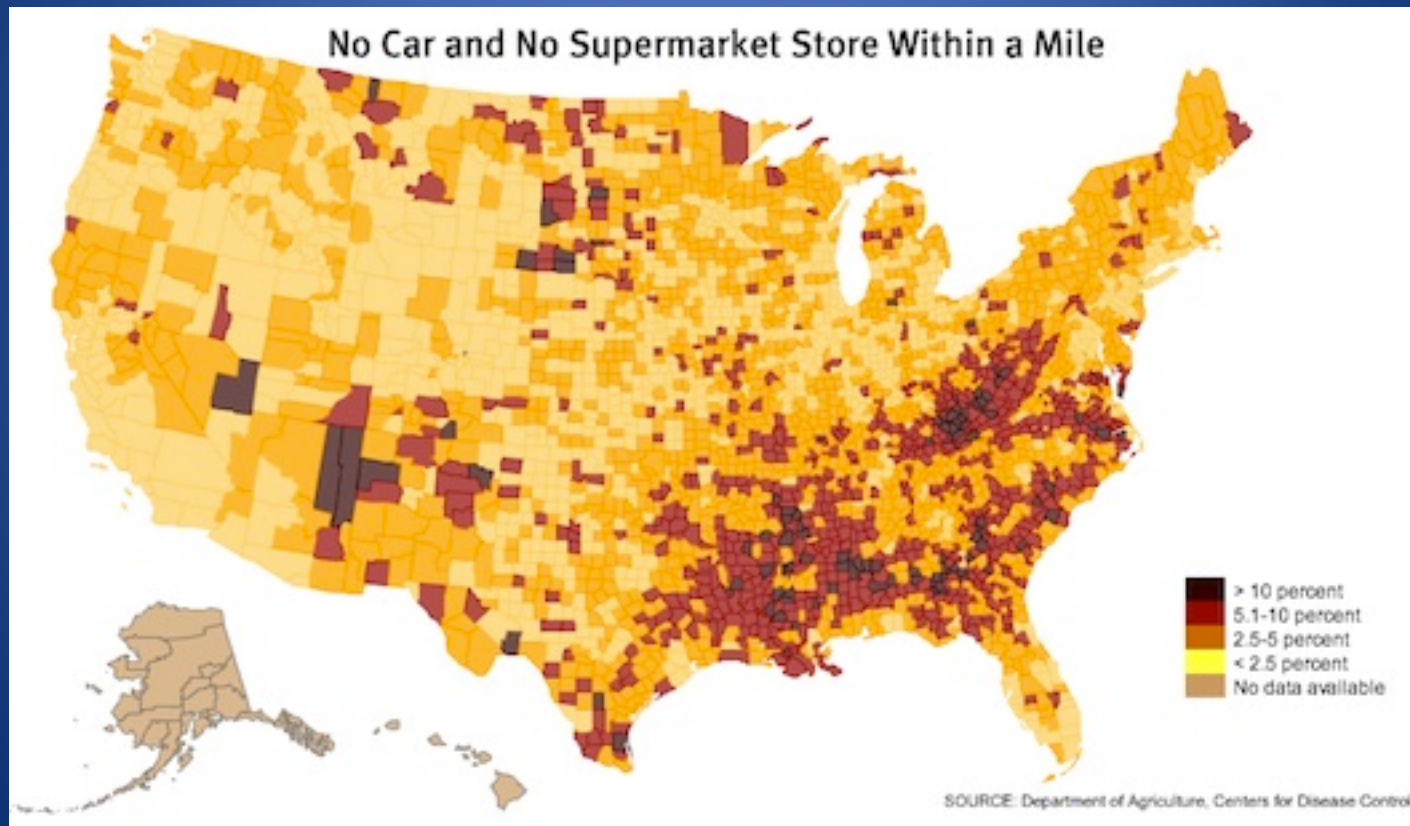 No Car and No Supermarket Store Within a Mile
> 10 percent
5.1-10 percent
2.5-5 percent
< 2.5 percent
No data available
SOURCE: Department of Agriculture, Centers for Disease Control